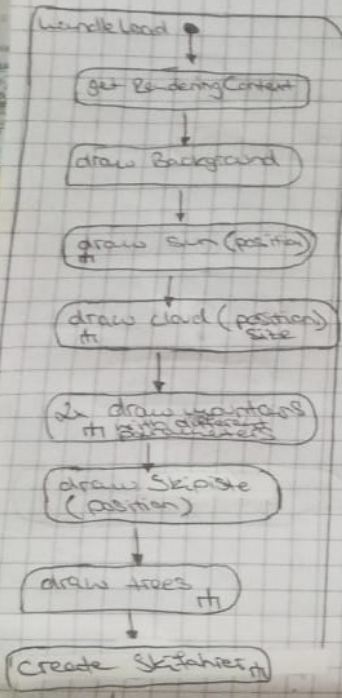 handleLoad
get RenderingContext
draw Background
draw sun (position)
draw cloud (position,
size
2x draw mountains
with different
parameters
draw Skipiste
(position)
draw trees
create Skifahrer